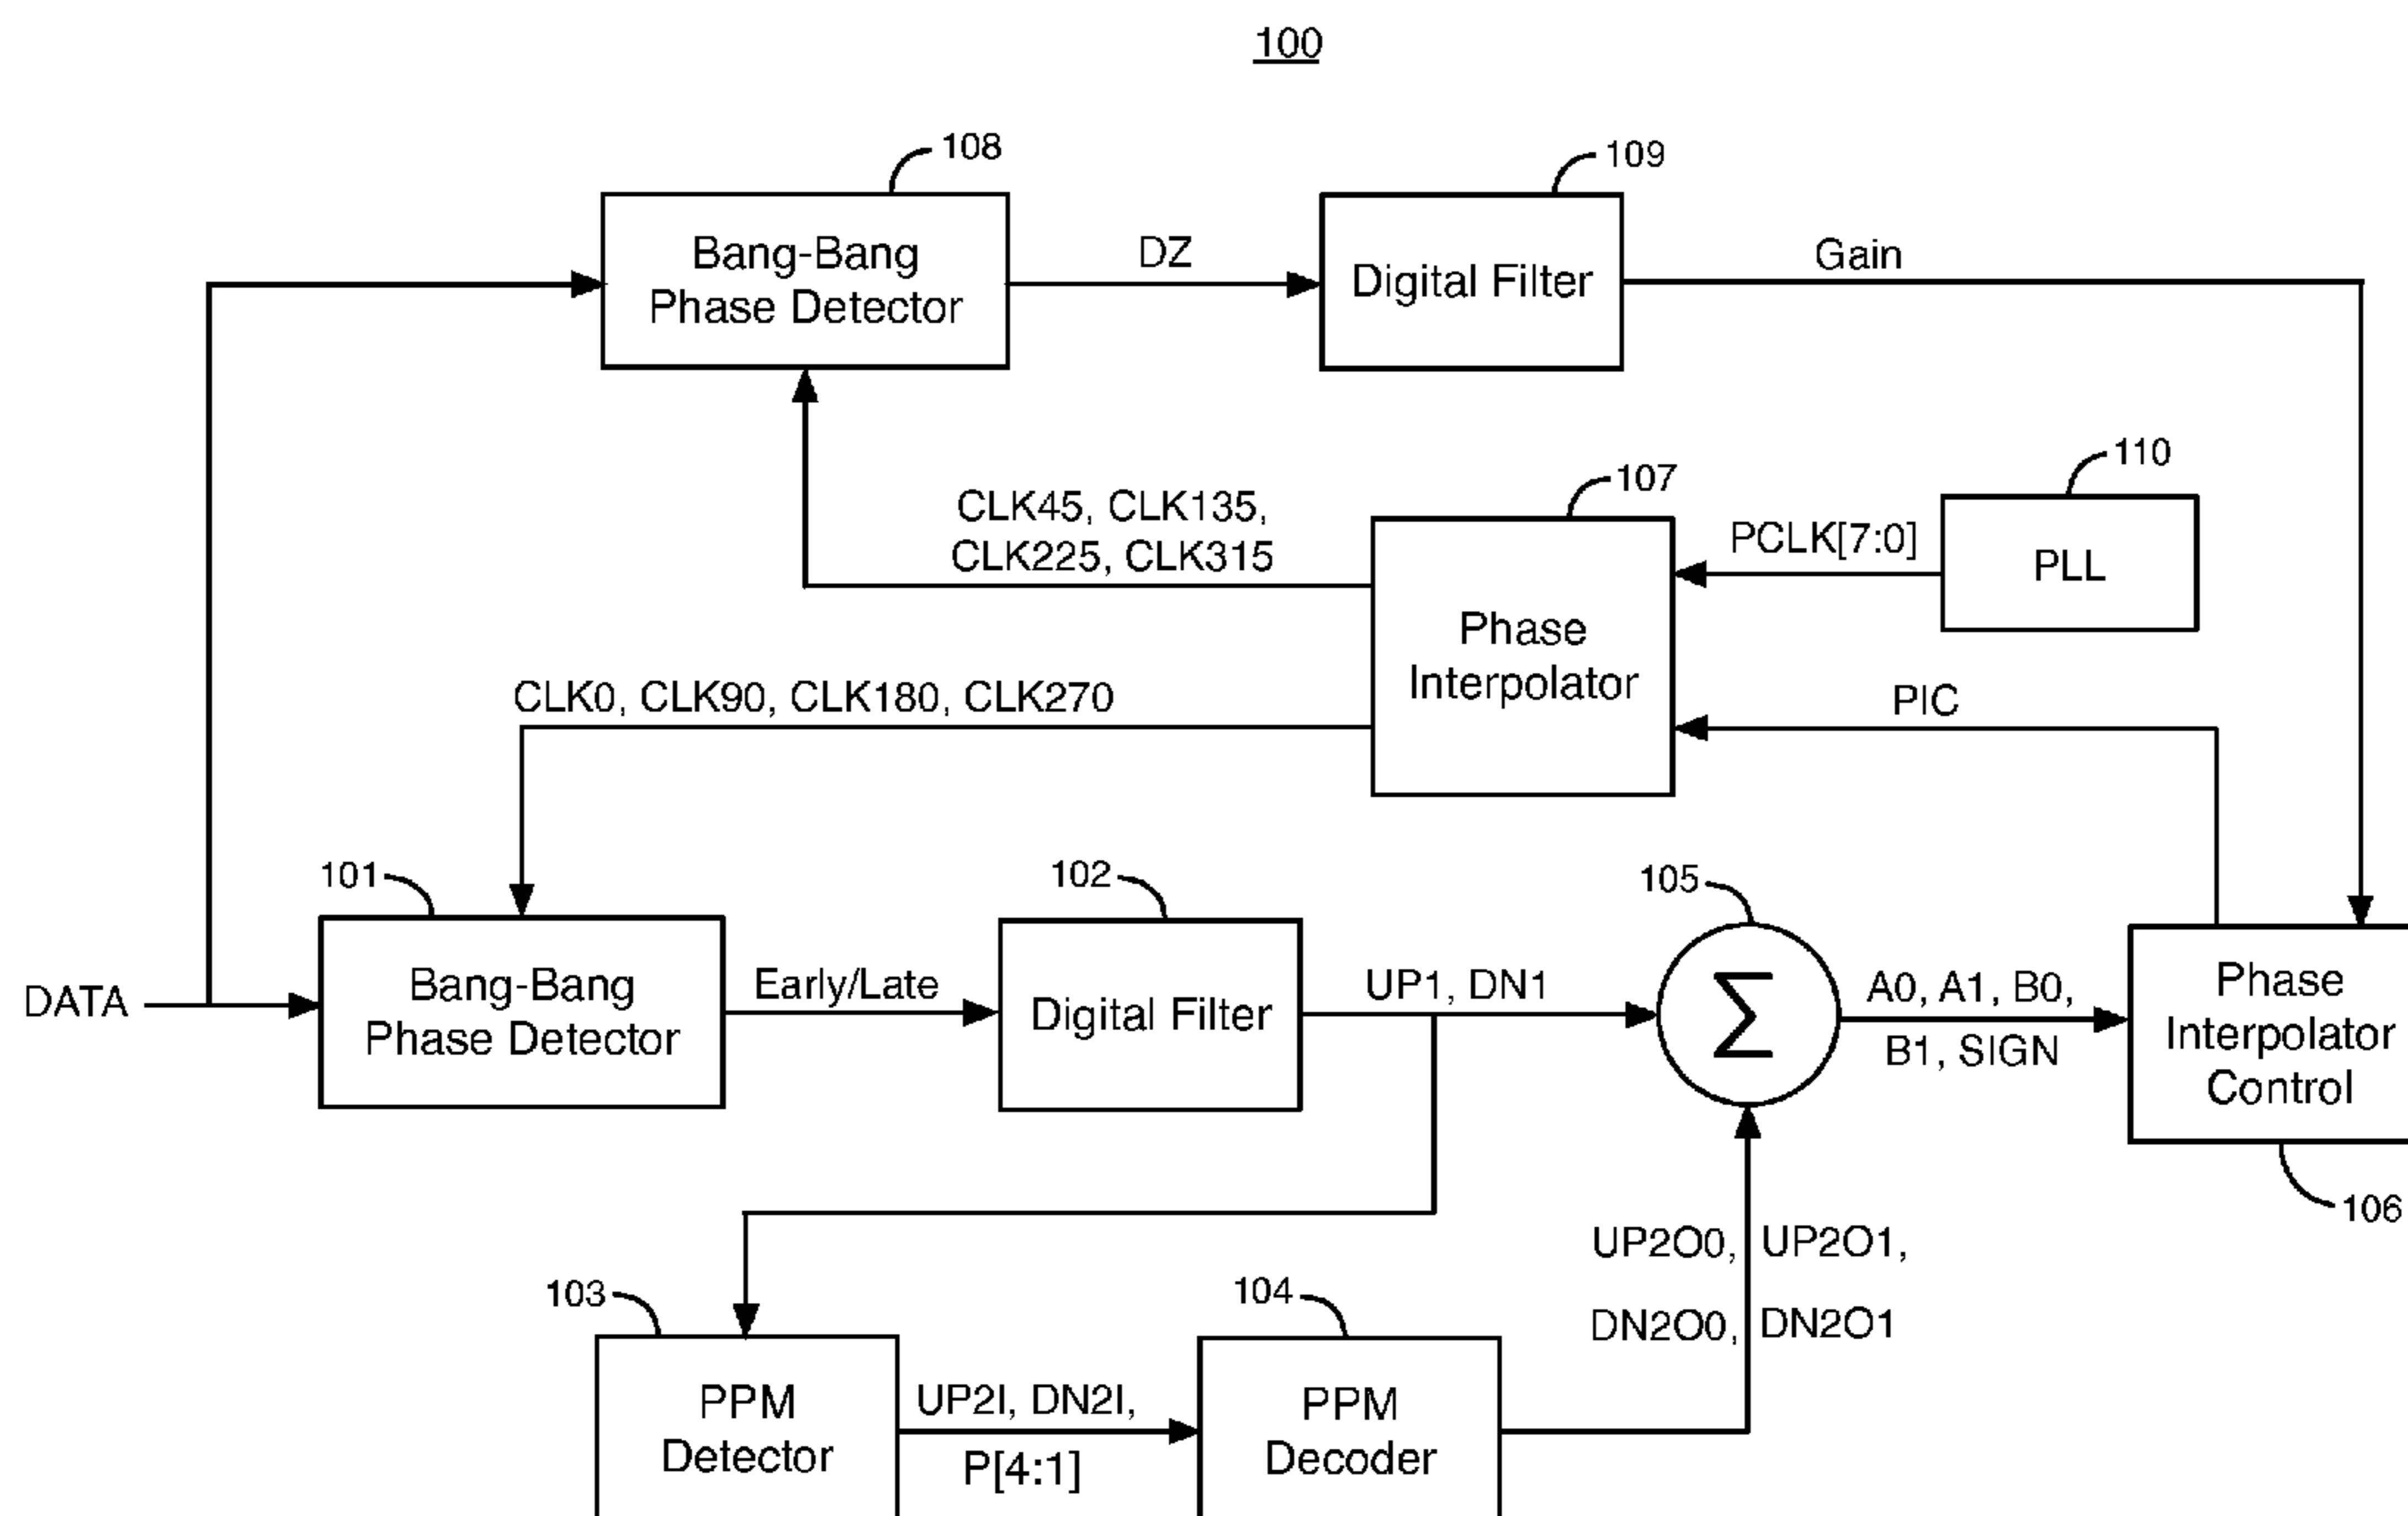 100
108
109
Bang-Bang
Phase Detector
DZ
Digital Filter
Gain
110
107
CLK45, CLK135,
CLK225, CLK315
PCLK[7:0]
PLL
Phase
Interpolator
CLK0, CLK90, CLK180, CLK270
PIC
101
102
105
DATA
Bang-Bang
Phase Detector
Early/Late
Digital Filter
UP1, DN1
Σ
A0, A1, B0,
B1, SIGN
Phase
Interpolator
Control
106
UP2O0, UP2O1,
DN2O0, DN2O1
103
104
PPM
Detector
UP2I, DN2I,
P[4:1]
PPM
Decoder